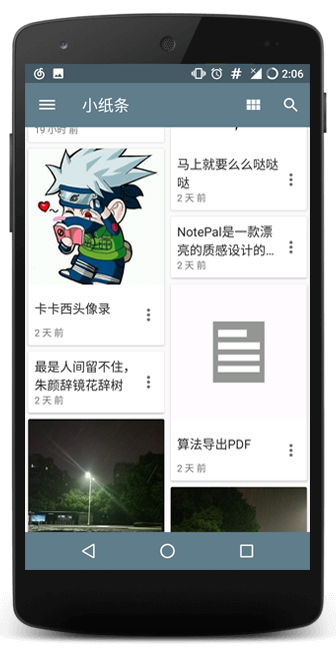 2:06
小纸条
19小时前
卡卡西头像录
2天前
最是人间留不住，
朱颜辞镜花辞树
2天前
马上就要么么哒哒
哒
2天前
NotePal是一款漂
亮的质感设计的...
2天前
算法导出PDF
2天前